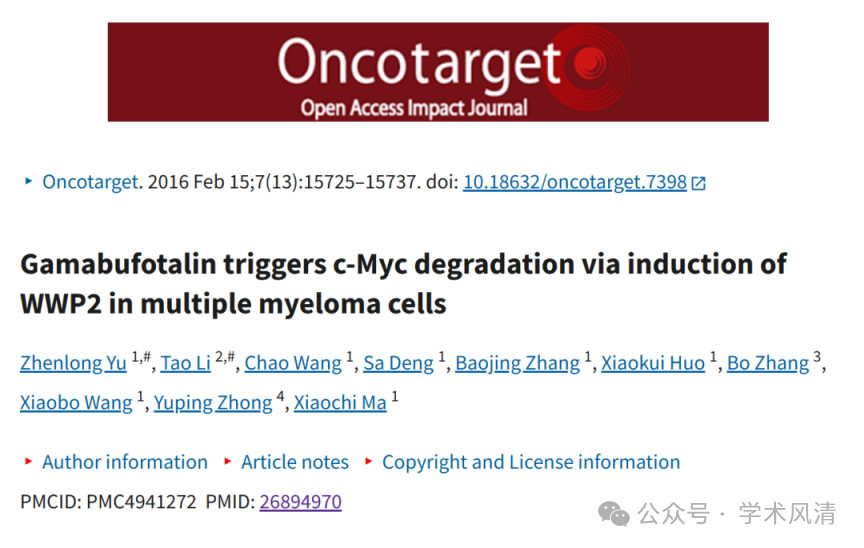 Oncotarget
Open Access Impact Journal
Oncotarget. 2016 Feb 15;7(13):15725–15737. doi: 10.18632/oncotarget.7398
Gamabufotalin triggers c-Myc degradation via induction of
WWP2 in multiple myeloma cells
Zhenlong Yu 1,#, Tao Li 2,#, Chao Wang 1, Sa Deng 1, Baojing Zhang 1, Xiaokui Huo 1, Bo Zhang 3,
Xiaobo Wang 1, Yuping Zhong 4, Xiaochi Ma 1
Author information Article notes Copyright and License information
PMCID: PMC4941272 PMID: 26894970
公众号 · 学术风清